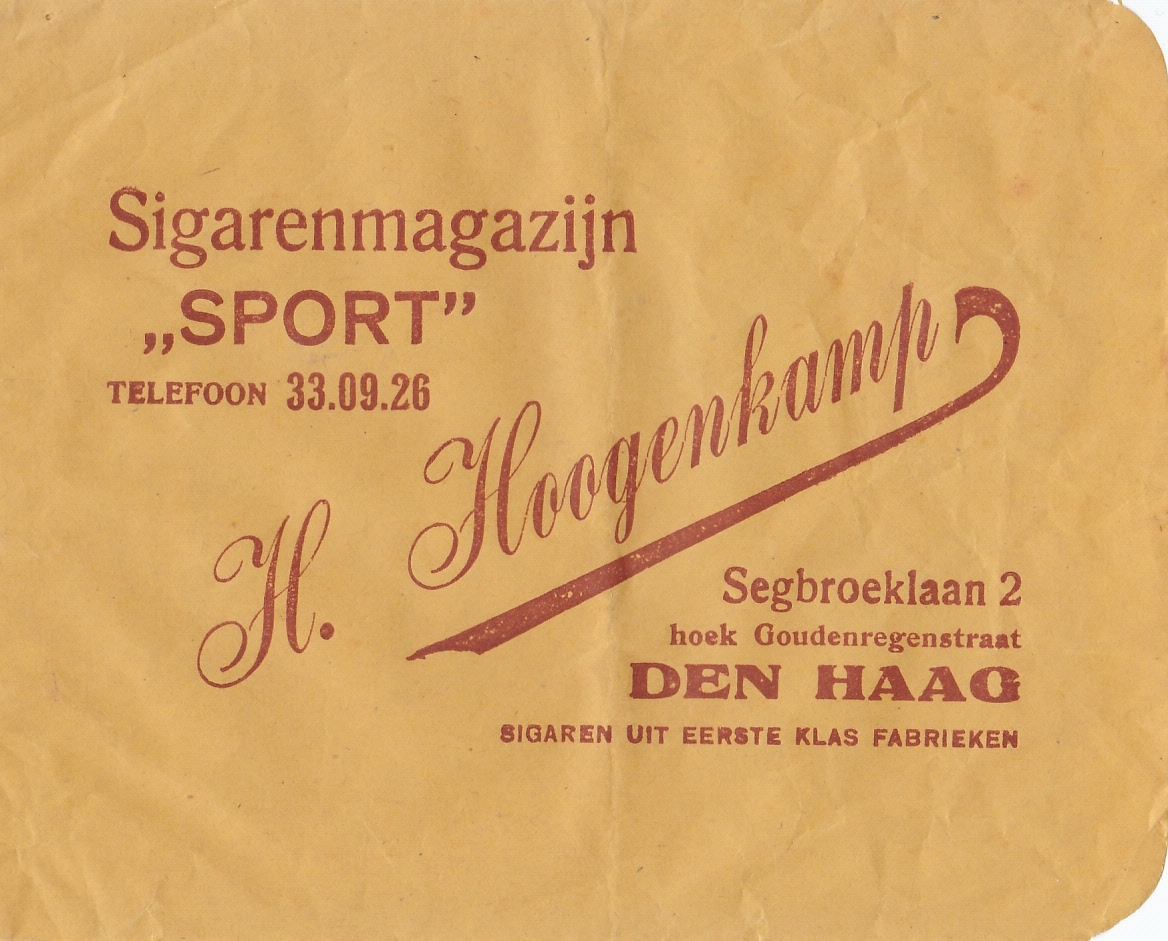 Sigarenmagazijn
„SPORT”
TELEFOON 33.09.26
H. Hoogenkamp
Segbroeklaan 2
hoek Goudenregenstraat
DEN HAAG
SIGAREN UIT EERSTE KLAS FABRIEKEN